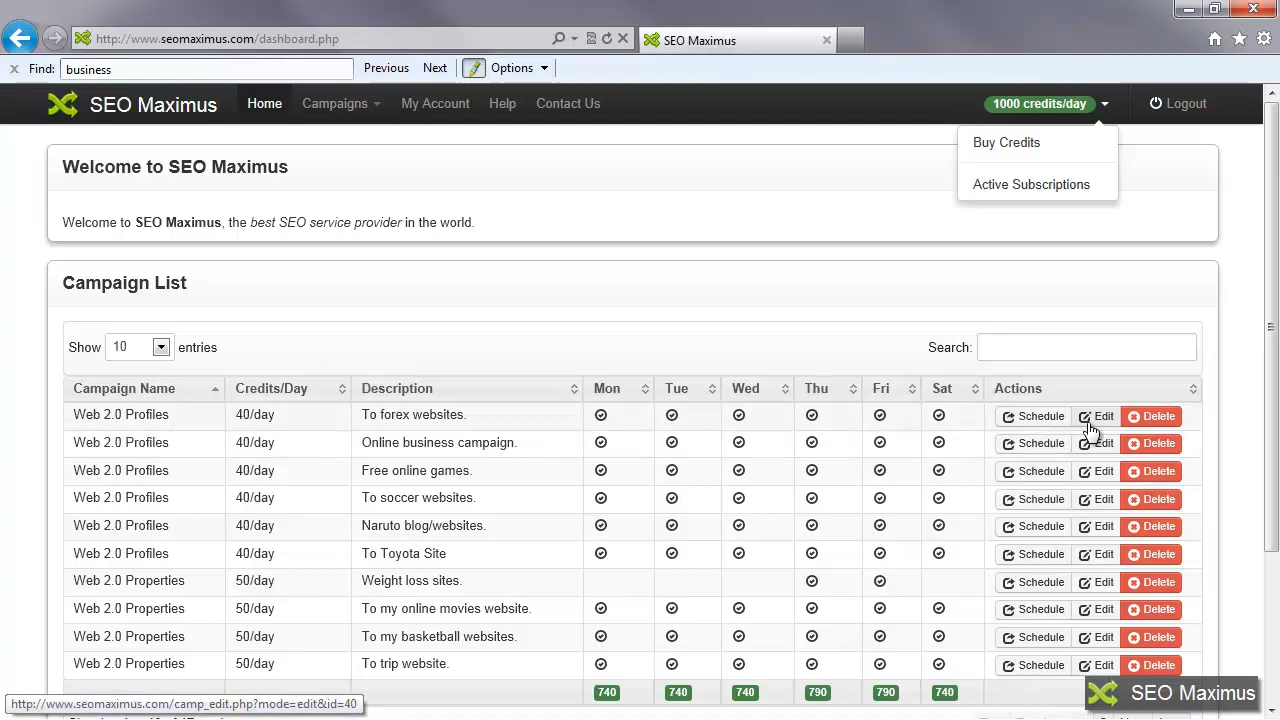 http://www.seomaximus.com/dashboard.php
SEO Maximus
Find: business Previous Next Options
SEO Maximus Home Campaigns My Account Help Contact Us 1000 credits/day Logout
Buy Credits
Active Subscriptions
Welcome to SEO Maximus
Welcome to SEO Maximus, the best SEO service provider in the world.
Campaign List
Show 10 entries Search:
Campaign Name Credits/Day Description Mon Tue Wed Thu Fri Sat Actions
Web 2.0 Profiles 40/day To forex websites. Schedule Edit Delete
Web 2.0 Profiles 40/day Online business campaign. Schedule Edit Delete
Web 2.0 Profiles 40/day Free online games. Schedule Edit Delete
Web 2.0 Profiles 40/day To soccer websites. Schedule Edit Delete
Web 2.0 Profiles 40/day Naruto blog/websites. Schedule Edit Delete
Web 2.0 Profiles 40/day To Toyota Site Schedule Edit Delete
Web 2.0 Properties 50/day Weight loss sites. Schedule Edit Delete
Web 2.0 Properties 50/day To my online movies website. Schedule Edit Delete
Web 2.0 Properties 50/day To my basketball websites. Schedule Edit Delete
Web 2.0 Properties 50/day To trip website. Schedule Edit Delete
740 740 740 790 790 740
SEO Maximus
http://www.seomaximus.com/camp_edit.php?mode=edit&id=40